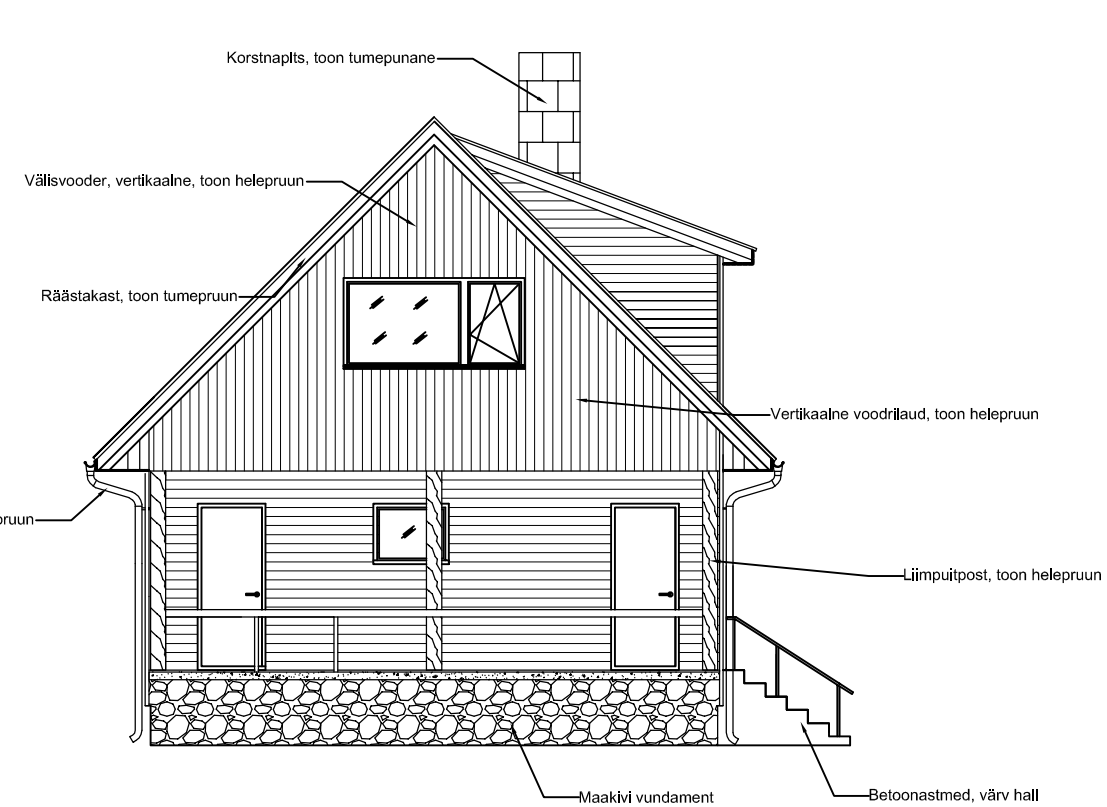 Korstnapits, toon tumepunane
Välisvooder, vertikaalne, toon helepruun
Räästakast, toon tumepruun
Vertikaalne voodrilaud, toon helepruun
pruun
Liimpuitpost, toon helepruun
Maakivi vundament
Betoonastmed, värv hall